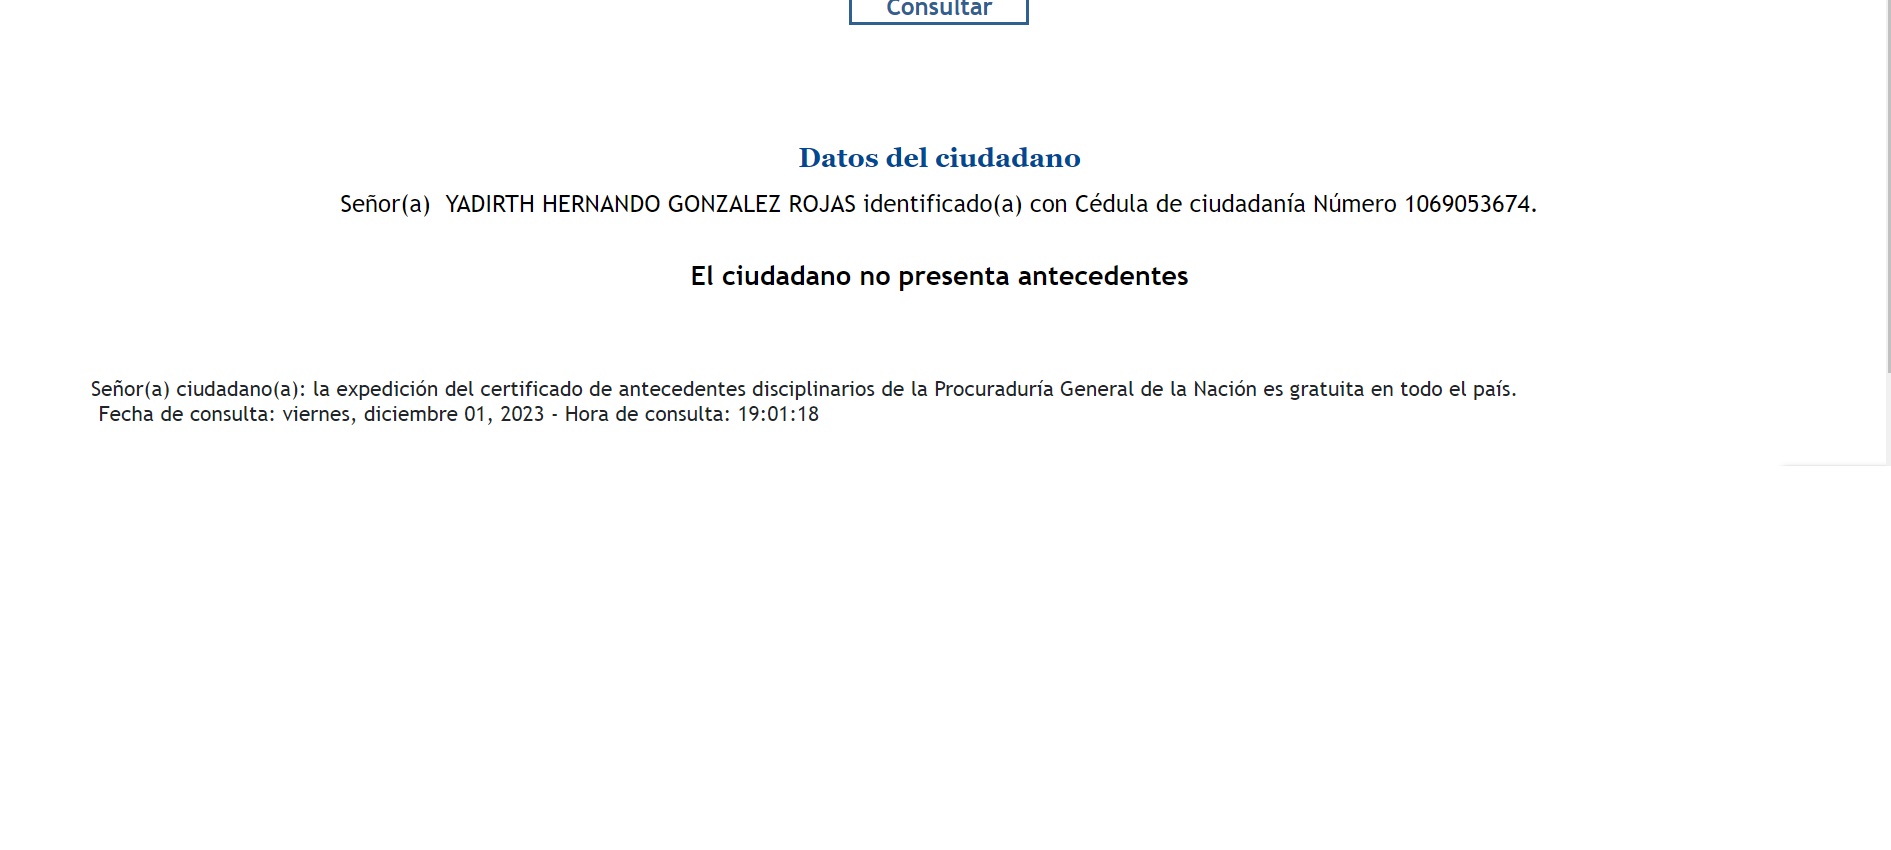 Consultar
Datos del ciudadano
Señor(a) YADIRTH HERNANDO GONZALEZ ROJAS identificado(a) con Cédula de ciudadanía Número 1069053674.
El ciudadano no presenta antecedentes
Señor(a) ciudadano(a): la expedición del certificado de antecedentes disciplinarios de la Procuraduría General de la Nación es gratuita en todo el país.
Fecha de consulta: viernes, diciembre 01, 2023 - Hora de consulta: 19:01:18